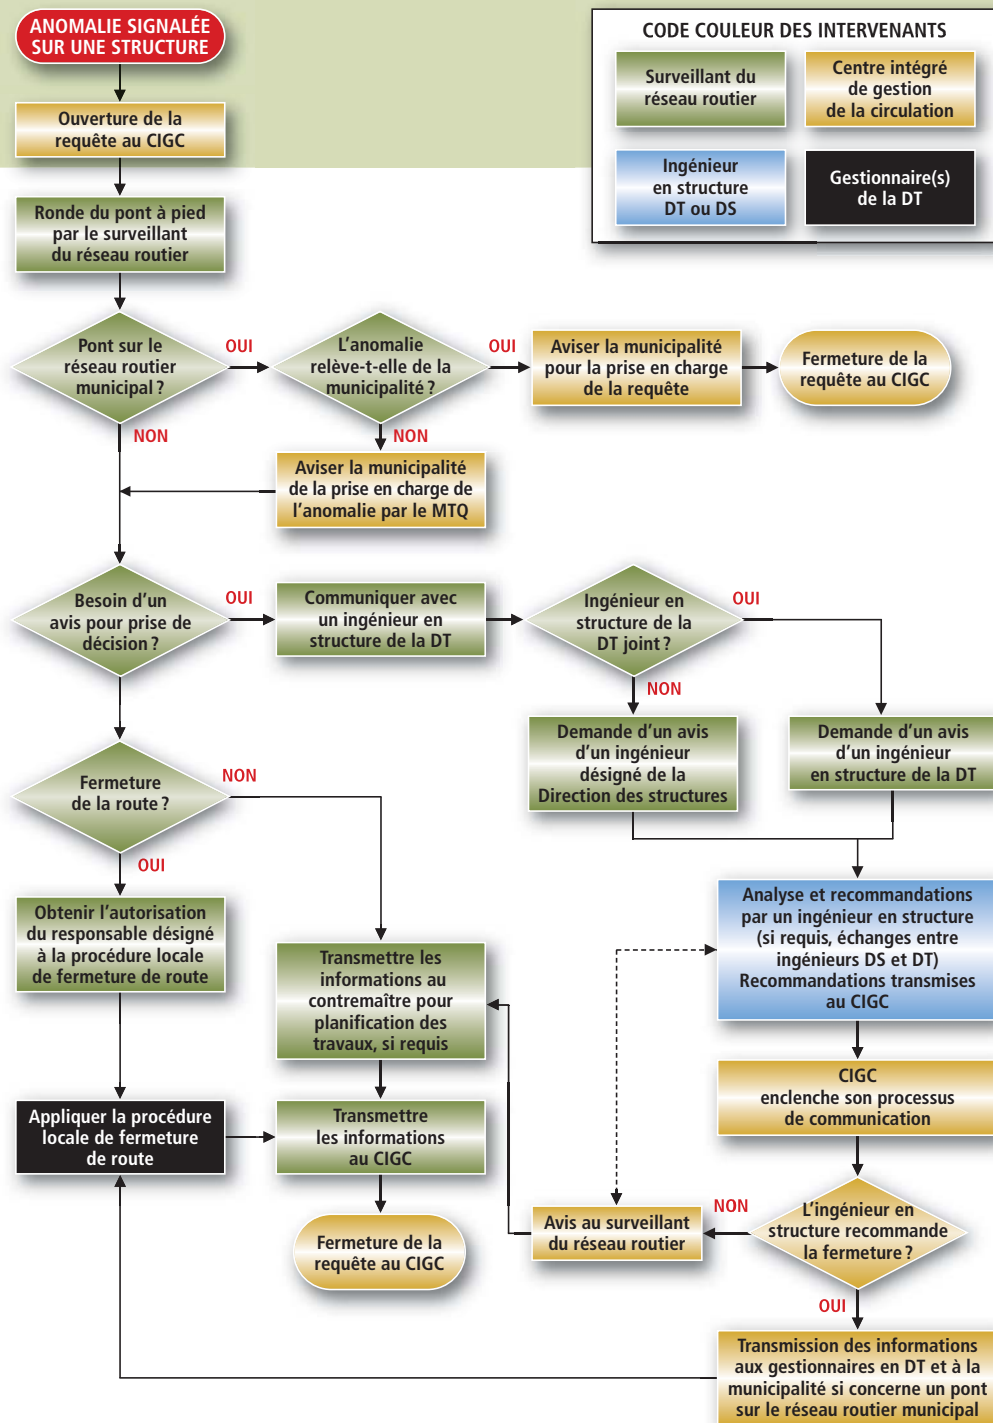 ANOMALIE SIGNALÉE
SUR UNE STRUCTURE
CODE COULEUR DES INTERVENANTS
Surveillant du
réseau routier
Centre intégré
de gestion
de la circulation
Ingénieur
en structure
DT ou DS
Gestionnaire(s)
de la DT
Ouverture de la
requête au CIGC
Ronde du pont à pied
par le surveillant
du réseau routier
Pont sur le
réseau routier
municipal ?
OUI
L'anomalie
relève-t-elle de la
municipalité ?
OUI
Aviser la municipalité
pour la prise en charge
de la requête
Fermeture de la
requête au CIGC
NON
NON
Aviser la municipalité
de la prise en charge de
l'anomalie par le MTQ
Besoin d'un
avis pour prise de
décision ?
OUI
Communiquer avec
un ingénieur en
structure de la DT
Ingénieur en
structure de la
DT joint ?
OUI
NON
Demande d'un avis
d'un ingénieur
désigné de la
Direction des structures
Demande d'un avis
d'un ingénieur
en structure de la DT
Fermeture
de la route ?
NON
OUI
Obtenir l'autorisation
du responsable désigné
à la procédure locale
de fermeture de route
Transmettre les
informations au
contremaître pour
planification des
travaux, si requis
Analyse et recommandations
par un ingénieur en structure
(si requis, échanges entre
ingénieurs DS et DT)
Recommandations transmises
au CIGC
CIGC
enclenche son processus
de communication
Appliquer la procédure
locale de fermeture
de route
Transmettre
les informations
au CIGC
Fermeture de la
requête au CIGC
Avis au surveillant
du réseau routier
NON
L'ingénieur en
structure recommande
la fermeture ?
OUI
Transmission des informations
aux gestionnaires en DT et à la
municipalité si concerne un pont
sur le réseau routier municipal